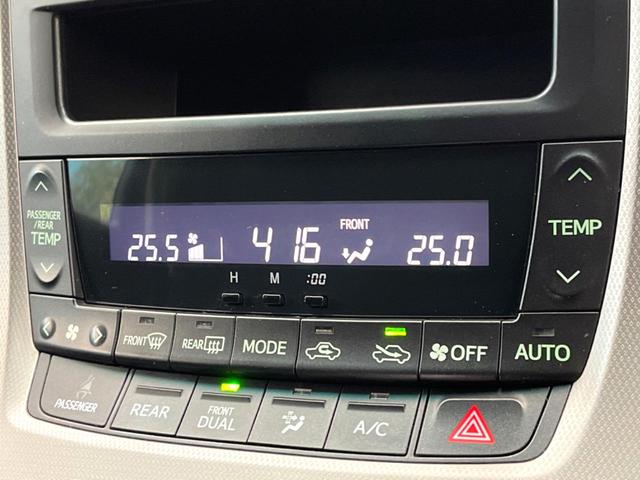 FRONT
25.5 4 16 25.0
H M :00
PASSENGER
/REAR
TEMP
TEMP
FRONT REAR MODE OFF AUTO
PASSENGER REAR FRONT
DUAL A/C